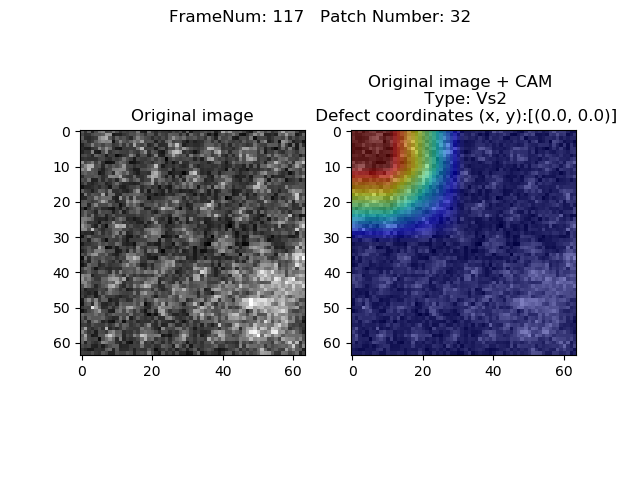 FrameNum: 117   Patch Number: 32
Original image
Original image + CAM
Type: Vs2
Defect coordinates (x, y):[(0.0, 0.0)]
0
10
20
30
40
50
60
0 20 40 60
0
10
20
30
40
50
60
0 20 40 60